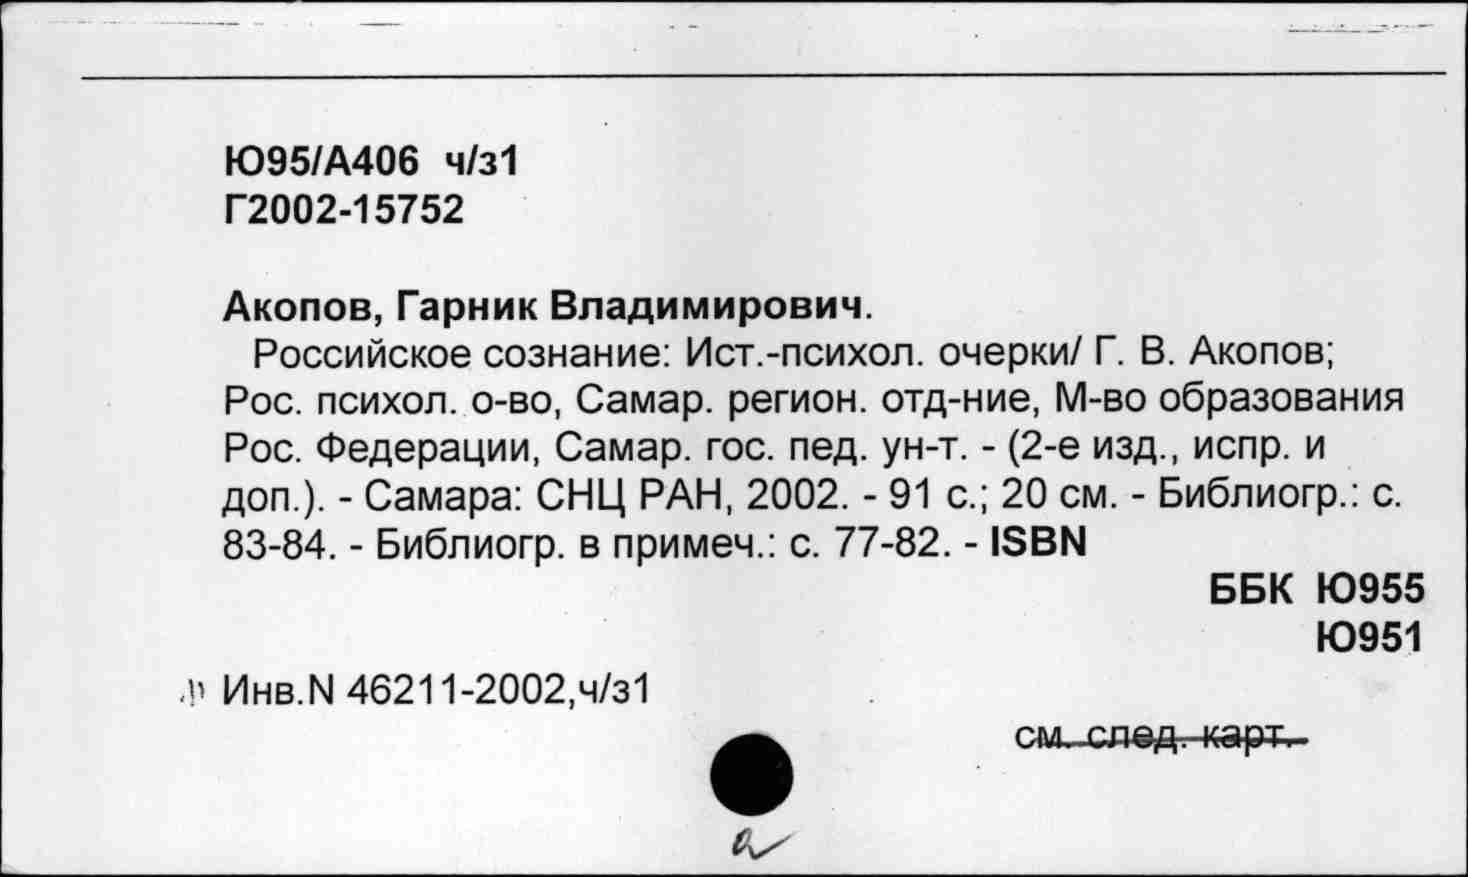 Ю95/А406 ч/з1
Г2002-15752
Акопов, Гарник Владимирович.
Российское сознание: Ист.-психол. очерки/ Г. В. Акопов;
Рос. психол. о-во, Самар. регион. отд-ние, М-во образования
Рос. Федерации, Самар. гос. пед. ун-т. - (2-е изд., испр. и
доп.). - Самара: СНЦ РАН, 2002. - 91 с.; 20 см. - Библиогр.: с.
83-84. - Библиогр. в примеч.: с. 77-82. - ISBN
ББК Ю955
Ю951
Инв.N 46211-2002,ч/з1
см. след. карт.